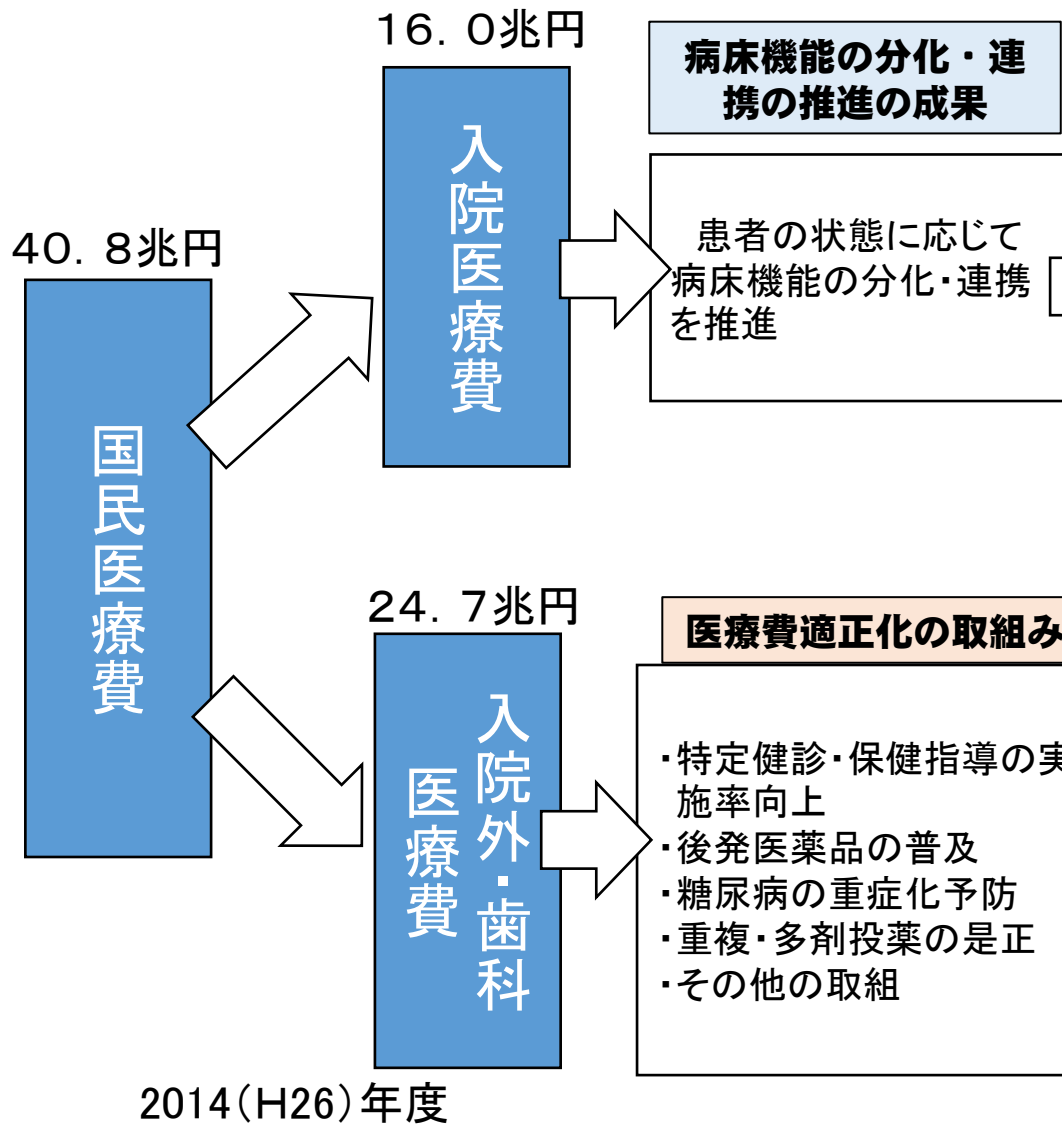 16．0兆円
病床機能の分化・連
携の推進の成果
入院医療費
患者の状態に応じて
病床機能の分化・連携
を推進
40．8兆円
国民医療費
24．7兆円
医療費適正化の取組み
入院外・歯科
医療費
・特定健診・保健指導の実
施率向上
・後発医薬品の普及
・糖尿病の重症化予防
・重複・多剤投薬の是正
・その他の取組
2014（H26）年度